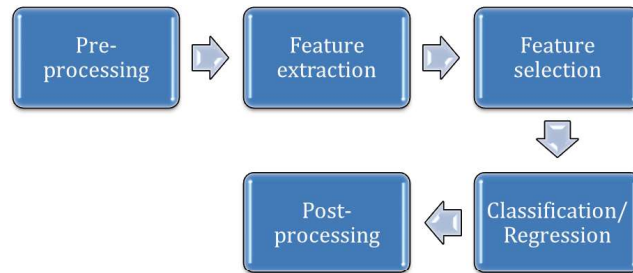 Pre-
processing
Feature
extraction
Feature
selection
Classification/
Regression
Post-
processing